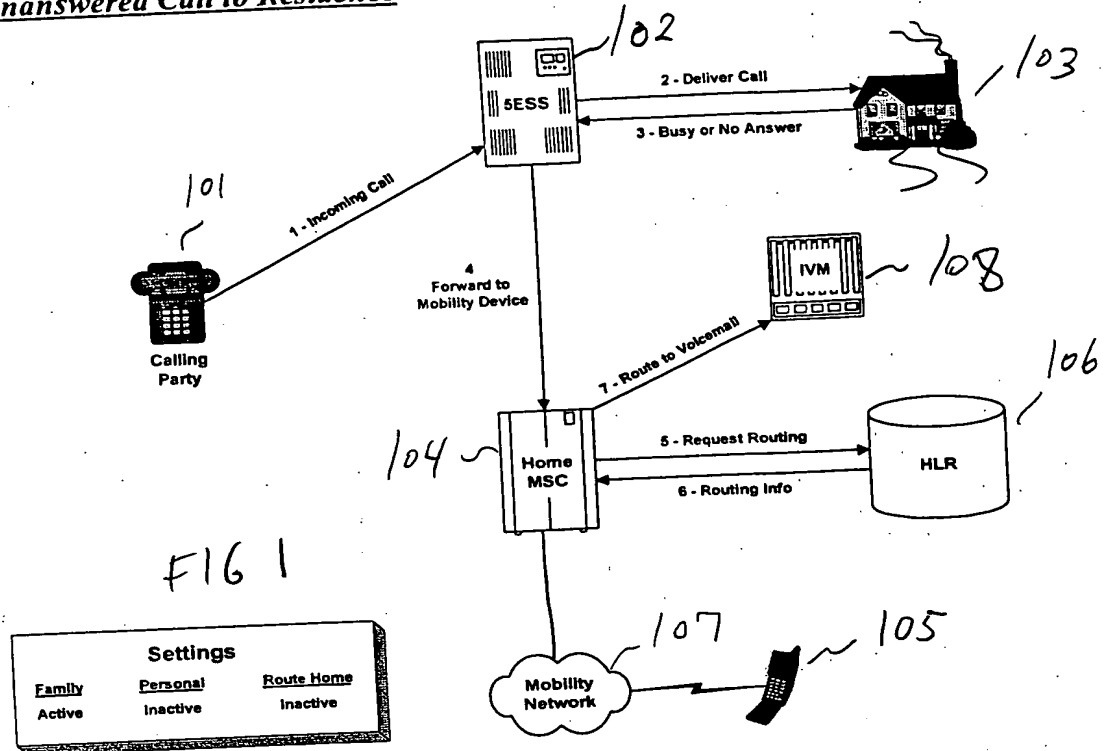 to Residence
102
5ESS
2 - Deliver Call
3 - Busy or No Answer
103
101
1 - Incoming Call
Calling
Party
4
Forward to
Mobility Device
IVM
108
7 - Route to Voicemail
106
104
Home
MSC
5 - Request Routing
6 - Routing Info
HLR
FIG 1
Settings
Family Personal Route Home
Active Inactive Inactive
107
Mobility
Network
105